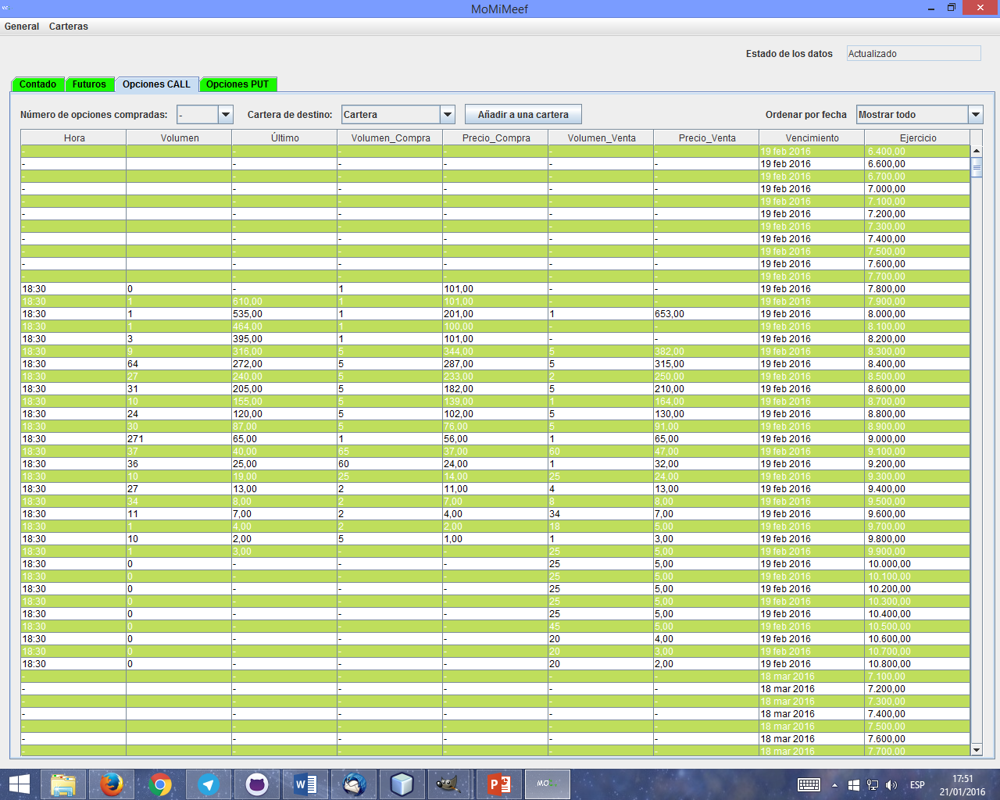 MoMiMeef
General Carteras
Estado de los datos Actualizado
Contado Futuros Opciones CALL Opciones PUT
Número de opciones compradas: - Cartera de destino: Cartera Añadir a una cartera Ordenar por fecha Mostrar todo
Hora Volumen Último Volumen_Compra Precio_Compra Volumen_Venta Precio_Venta Vencimiento Ejercicio
- - - - - - 19 feb 2016 6.400,00
- - - - - - 19 feb 2016 6.600,00
- - - - - - 19 feb 2016 6.700,00
- - - - - - 19 feb 2016 7.000,00
- - - - - - 19 feb 2016 7.100,00
- - - - - - 19 feb 2016 7.200,00
- - - - - - 19 feb 2016 7.300,00
- - - - - - 19 feb 2016 7.400,00
- - - - - - 19 feb 2016 7.500,00
- - - - - - 19 feb 2016 7.600,00
- - - - - - 19 feb 2016 7.700,00
18:30 0 - 1 101,00 - - 19 feb 2016 7.800,00
18:30 1 610,00 1 101,00 - - 19 feb 2016 7.900,00
18:30 1 535,00 1 201,00 1 653,00 19 feb 2016 8.000,00
18:30 1 464,00 1 100,00 - - 19 feb 2016 8.100,00
18:30 3 395,00 1 101,00 - - 19 feb 2016 8.200,00
18:30 9 316,00 5 344,00 5 382,00 19 feb 2016 8.300,00
18:30 64 272,00 5 287,00 5 315,00 19 feb 2016 8.400,00
18:30 27 240,00 5 233,00 2 250,00 19 feb 2016 8.500,00
18:30 31 205,00 5 182,00 5 210,00 19 feb 2016 8.600,00
18:30 10 155,00 5 139,00 1 164,00 19 feb 2016 8.700,00
18:30 24 120,00 5 102,00 5 130,00 19 feb 2016 8.800,00
18:30 30 87,00 5 76,00 5 91,00 19 feb 2016 8.900,00
18:30 271 65,00 1 56,00 1 65,00 19 feb 2016 9.000,00
18:30 37 40,00 65 37,00 60 47,00 19 feb 2016 9.100,00
18:30 36 25,00 60 24,00 1 32,00 19 feb 2016 9.200,00
18:30 10 19,00 25 14,00 25 24,00 19 feb 2016 9.300,00
18:30 27 13,00 2 11,00 4 13,00 19 feb 2016 9.400,00
18:30 34 8,00 2 7,00 8 8,00 19 feb 2016 9.500,00
18:30 11 7,00 2 4,00 34 7,00 19 feb 2016 9.600,00
18:30 1 4,00 2 2,00 18 5,00 19 feb 2016 9.700,00
18:30 10 2,00 5 1,00 1 3,00 19 feb 2016 9.800,00
18:30 1 3,00 - - 25 5,00 19 feb 2016 9.900,00
18:30 0 - - - 25 5,00 19 feb 2016 10.000,00
18:30 0 - - - 25 5,00 19 feb 2016 10.100,00
18:30 0 - - - 25 5,00 19 feb 2016 10.200,00
18:30 0 - - - 25 5,00 19 feb 2016 10.300,00
18:30 0 - - - 25 5,00 19 feb 2016 10.400,00
18:30 0 - - - 45 5,00 19 feb 2016 10.500,00
18:30 0 - - - 20 4,00 19 feb 2016 10.600,00
18:30 0 - - - 20 3,00 19 feb 2016 10.700,00
18:30 0 - - - 20 2,00 19 feb 2016 10.800,00
- - - - - - 18 mar 2016 7.100,00
- - - - - - 18 mar 2016 7.200,00
- - - - - - 18 mar 2016 7.300,00
- - - - - - 18 mar 2016 7.400,00
- - - - - - 18 mar 2016 7.500,00
- - - - - - 18 mar 2016 7.600,00
- - - - - - 18 mar 2016 7.700,00
ESP 17:51
21/01/2016